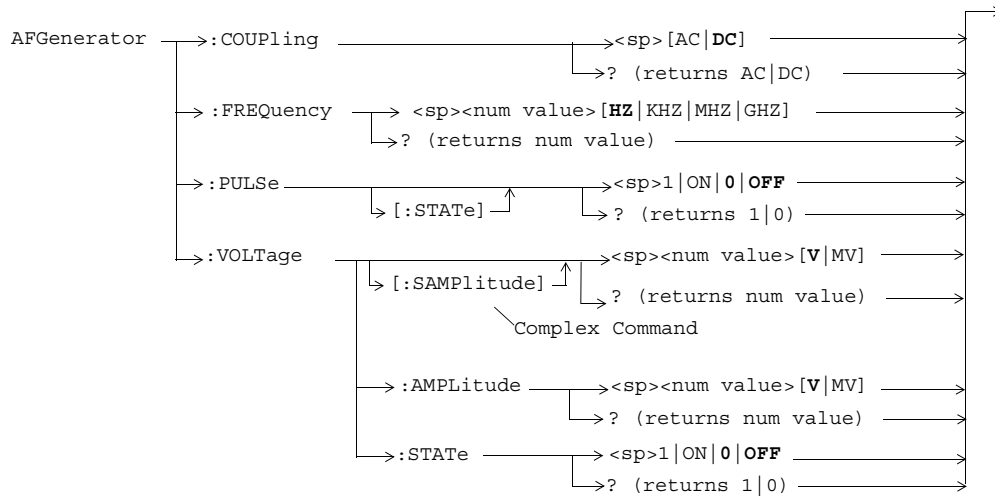 AFGenerator :COUPling <sp>[AC|DC]
? (returns AC|DC)
:FREQuency <sp><num value>[HZ|KHZ|MHZ|GHZ]
? (returns num value)
:PULSe <sp>1|ON|0|OFF
[:STATe] ? (returns 1|0)
:VOLTage <sp><num value>[V|MV]
[:SAMPlitude] ? (returns num value)
Complex Command
:AMPLitude <sp><num value>[V|MV]
? (returns num value)
:STATe <sp>1|ON|0|OFF
? (returns 1|0)